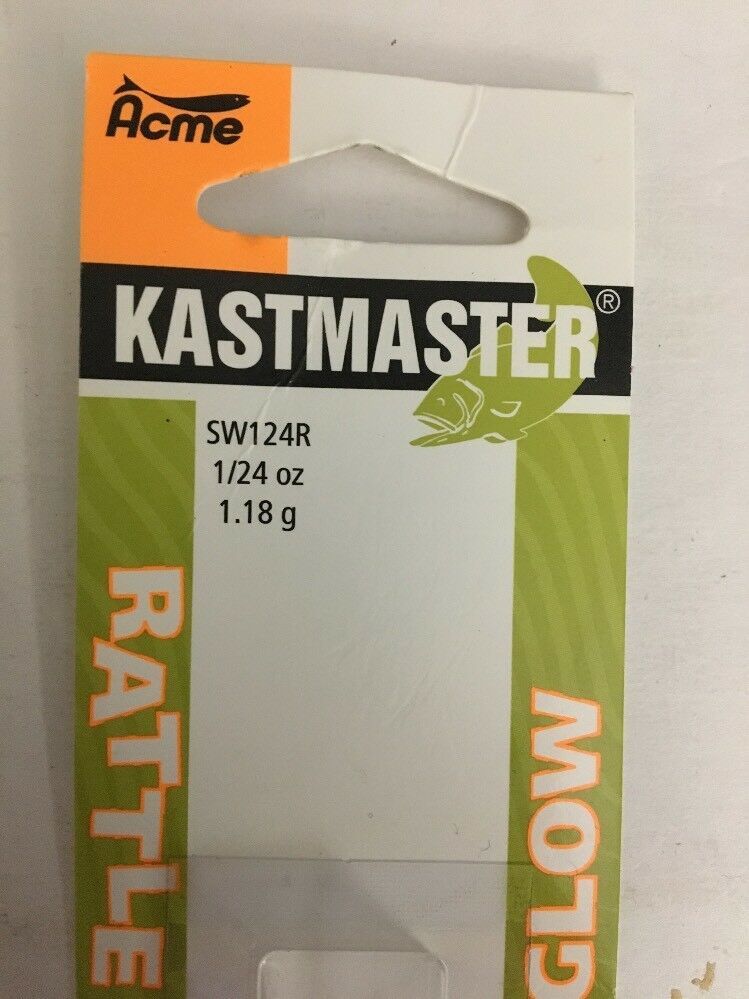 Acme
KASTMASTER®
SW124R
1/24 oz
1.18 g
RATTLE
GLOW